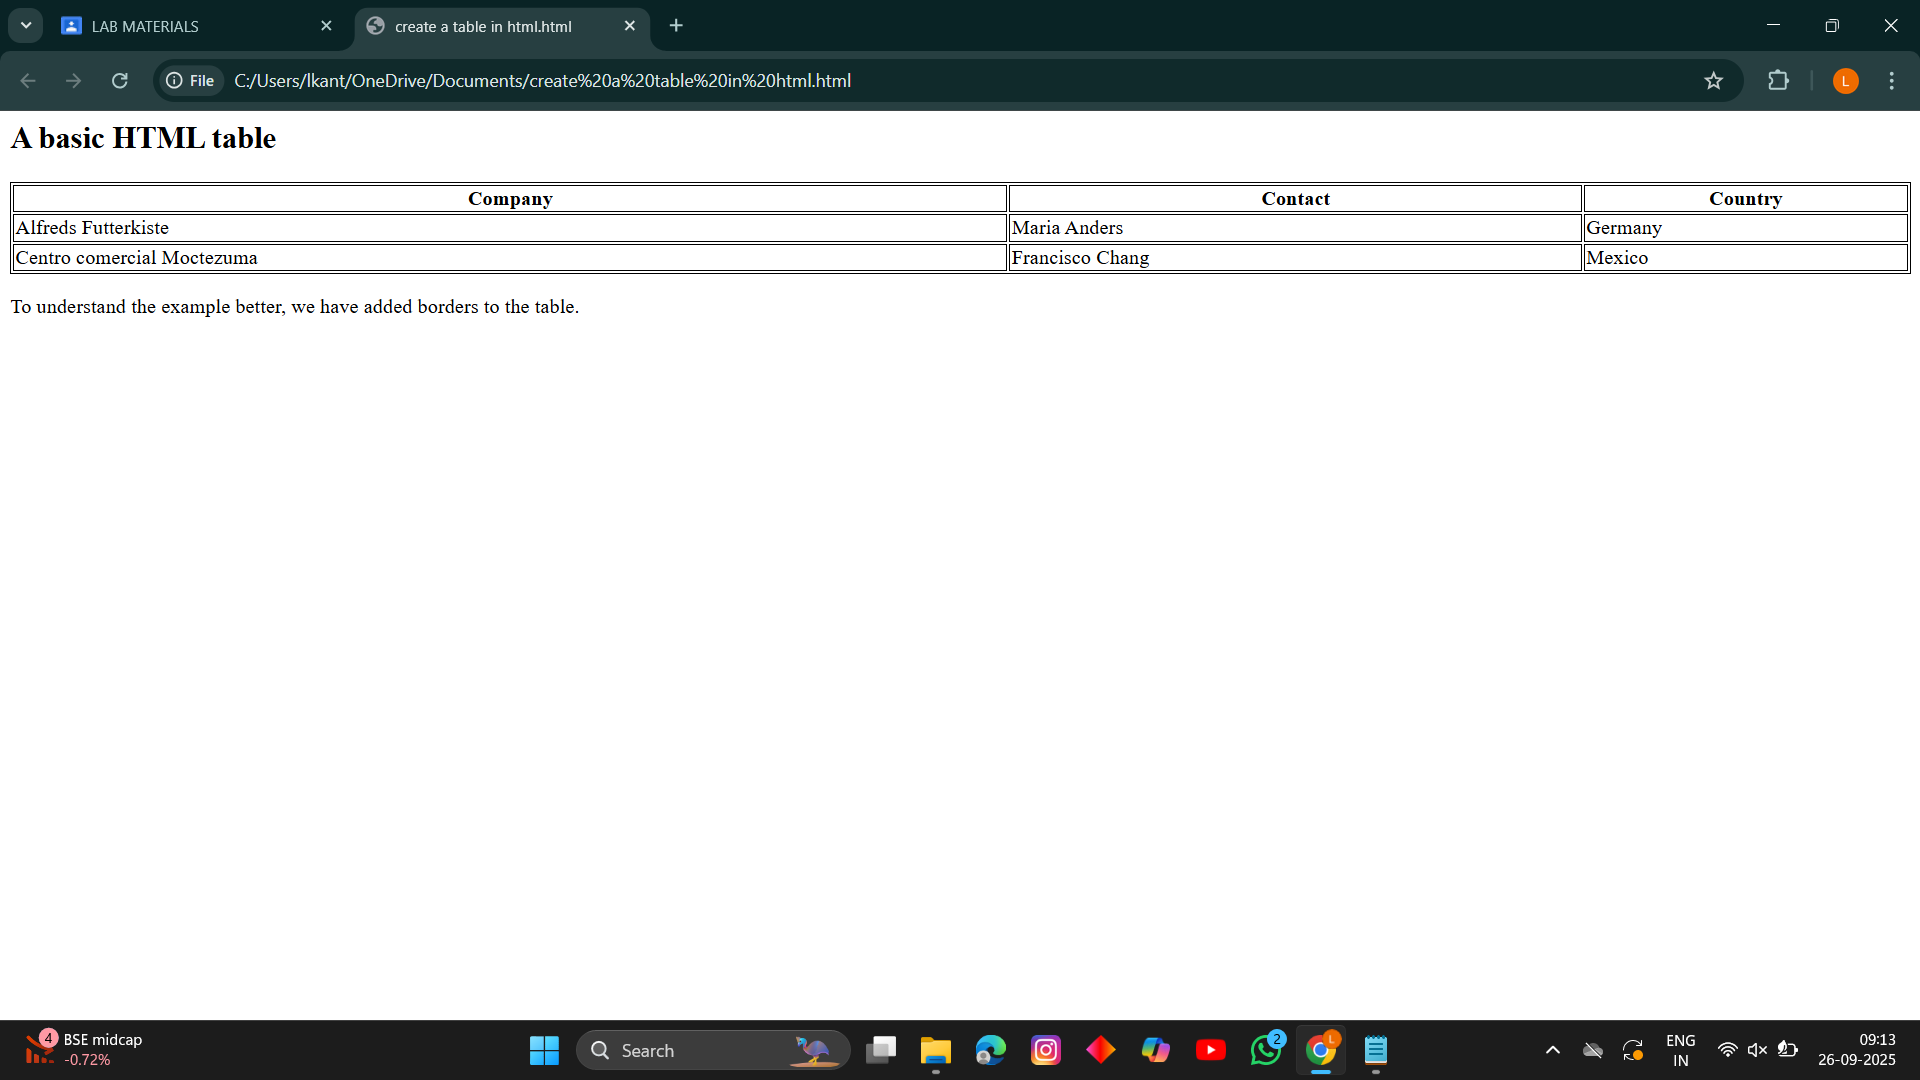 LAB MATERIALS
create a table in html.html
File
C:/Users/lkant/OneDrive/Documents/create%20a%20table%20in%20html.html
L
A basic HTML table
Company Contact Country
Alfreds Futterkiste Maria Anders Germany
Centro comercial Moctezuma Francisco Chang Mexico
To understand the example better, we have added borders to the table.
4
BSE midcap
-0.72%
Search
2
L
ENG
IN
09:13
26-09-2025